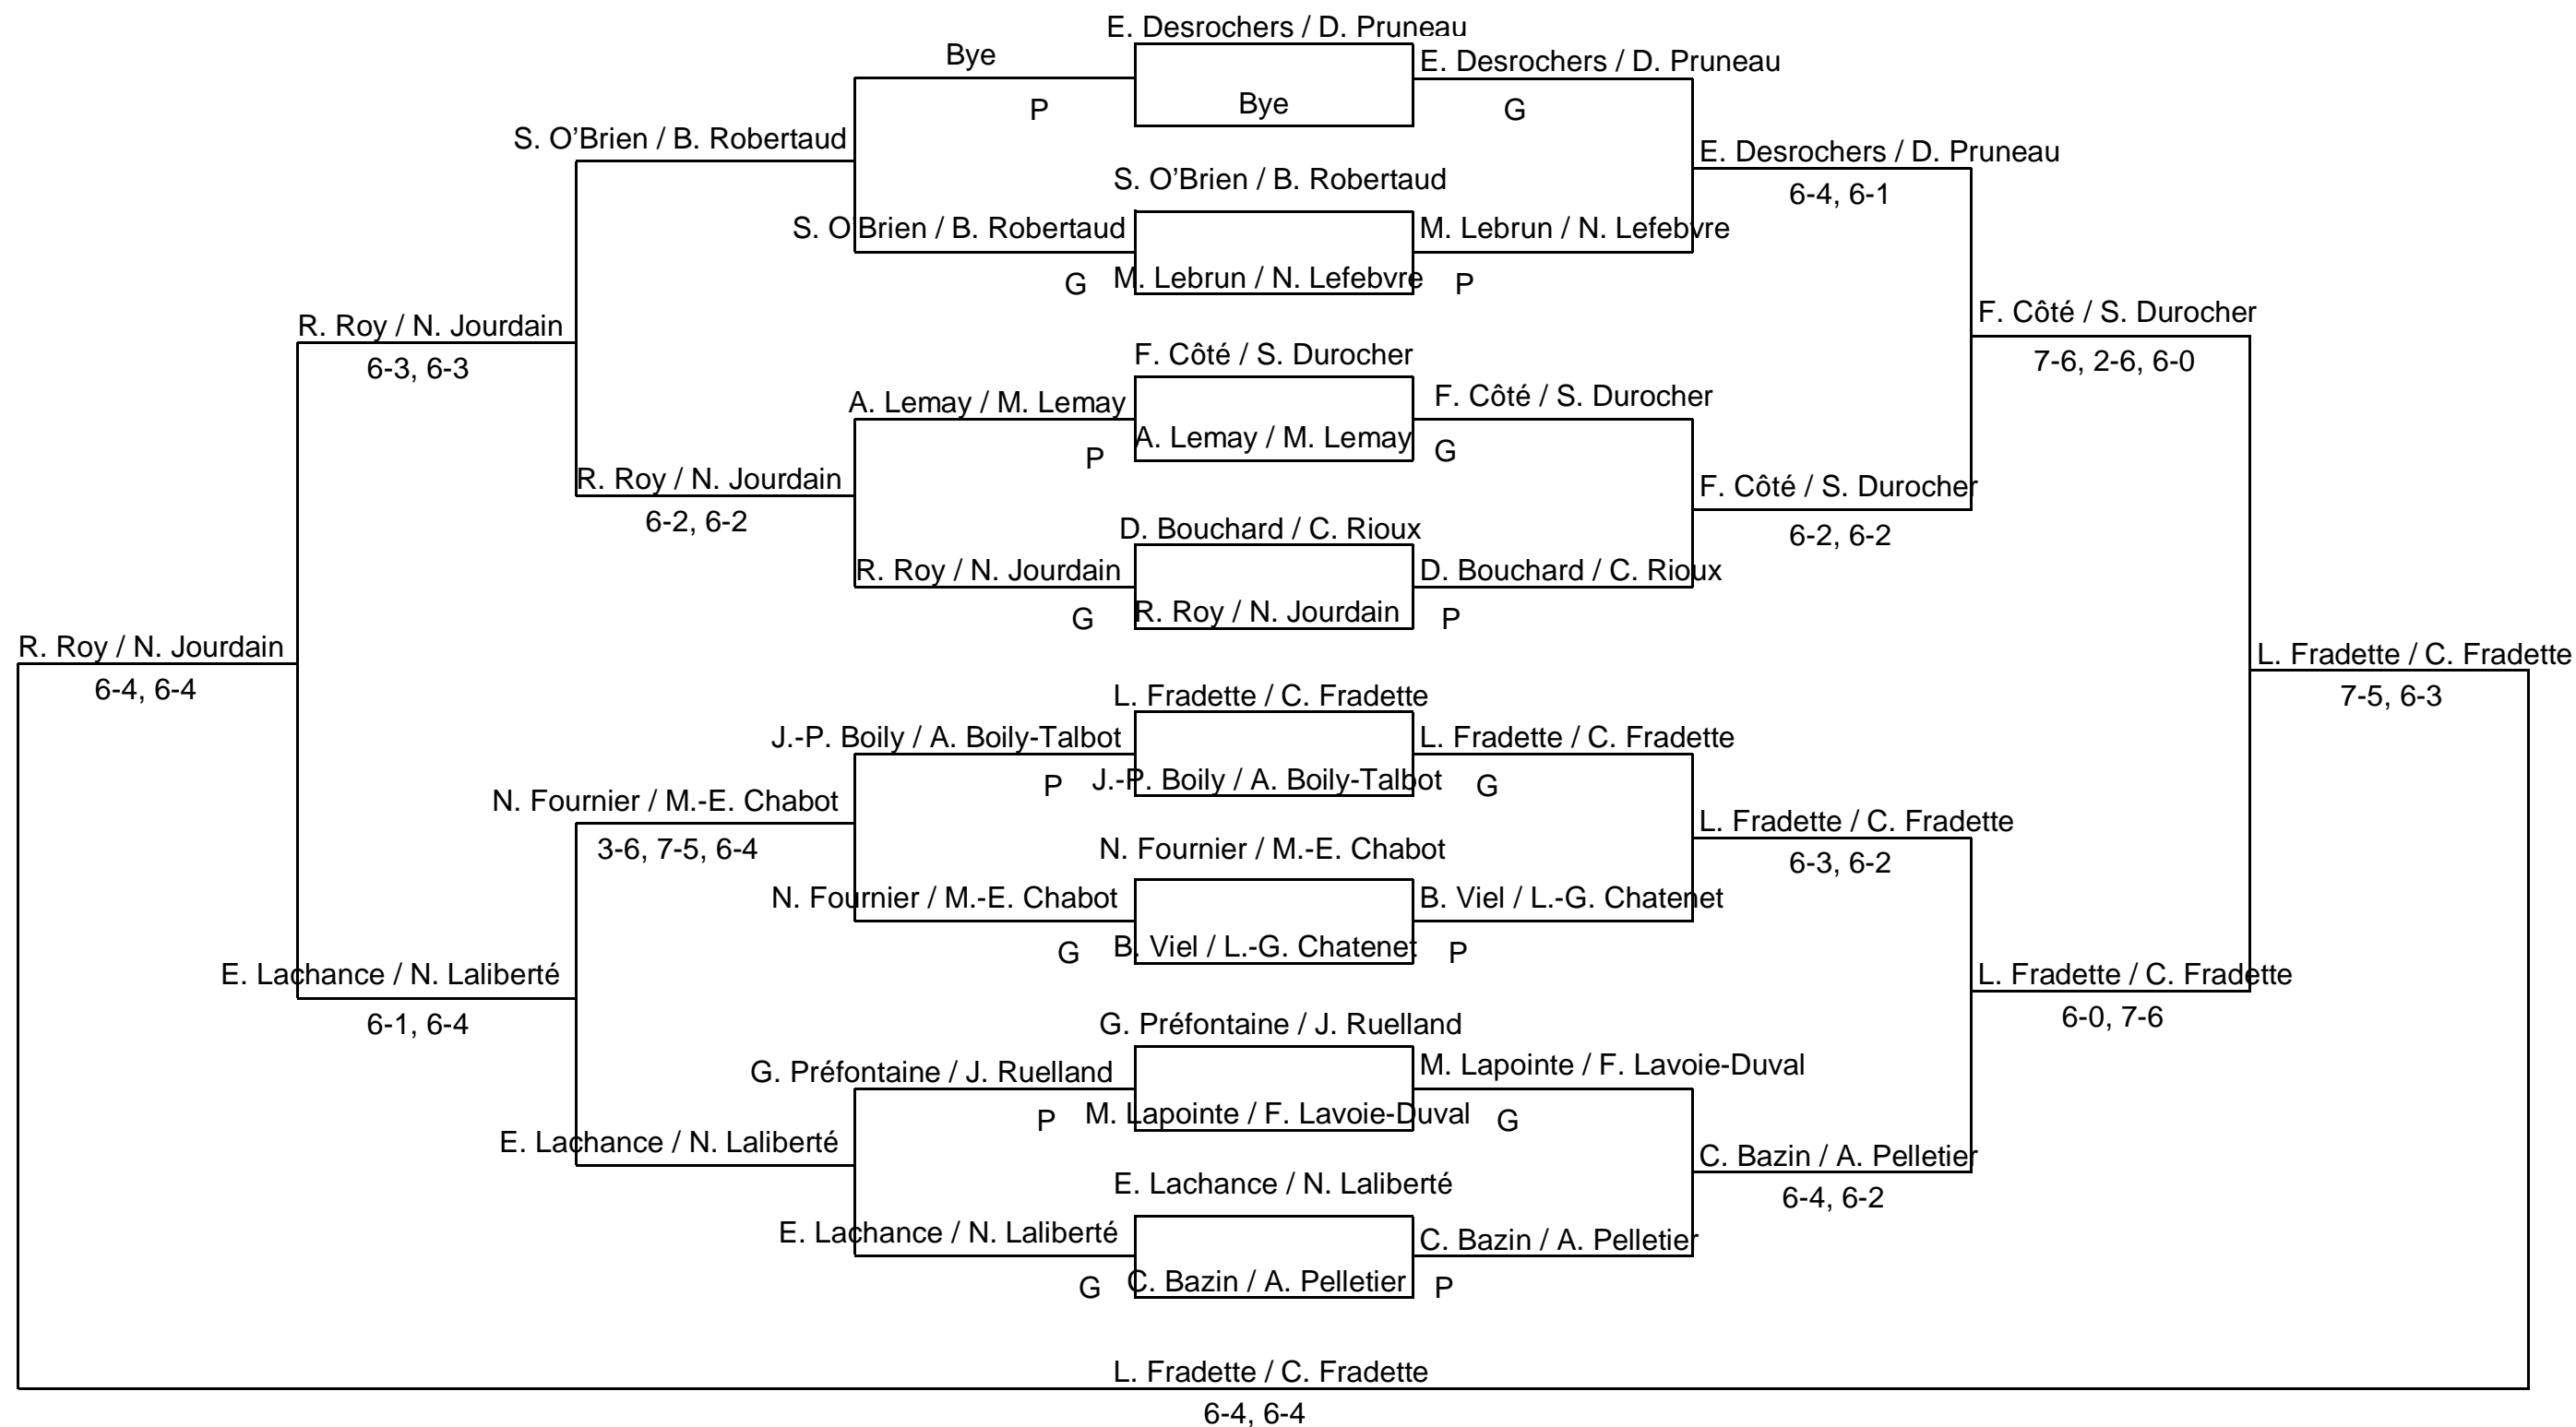 E. Desrochers / D. Pruneau
Bye
E. Desrochers / D. Pruneau
Bye
P
G
S. O’Brien / B. Robertaud
E. Desrochers / D. Pruneau
S. O’Brien / B. Robertaud
6-4, 6-1
S. O’Brien / B. Robertaud
M. Lebrun / N. Lefebvre
G
M. Lebrun / N. Lefebvre
P
R. Roy / N. Jourdain
F. Côté / S. Durocher
6-3, 6-3
F. Côté / S. Durocher
7-6, 2-6, 6-0
A. Lemay / M. Lemay
F. Côté / S. Durocher
P
A. Lemay / M. Lemay
G
R. Roy / N. Jourdain
F. Côté / S. Durocher
6-2, 6-2
D. Bouchard / C. Rioux
6-2, 6-2
R. Roy / N. Jourdain
D. Bouchard / C. Rioux
G
R. Roy / N. Jourdain
P
R. Roy / N. Jourdain
L. Fradette / C. Fradette
6-4, 6-4
L. Fradette / C. Fradette
7-5, 6-3
J.-P. Boily / A. Boily-Talbot
L. Fradette / C. Fradette
P
J.-P. Boily / A. Boily-Talbot
G
N. Fournier / M.-E. Chabot
L. Fradette / C. Fradette
3-6, 7-5, 6-4
N. Fournier / M.-E. Chabot
6-3, 6-2
N. Fournier / M.-E. Chabot
B. Viel / L.-G. Chatenet
G
B. Viel / L.-G. Chatenet
P
E. Lachance / N. Laliberté
L. Fradette / C. Fradette
6-1, 6-4
G. Préfontaine / J. Ruelland
6-0, 7-6
G. Préfontaine / J. Ruelland
M. Lapointe / F. Lavoie-Duval
P
M. Lapointe / F. Lavoie-Duval
G
E. Lachance / N. Laliberté
C. Bazin / A. Pelletier
E. Lachance / N. Laliberté
6-4, 6-2
E. Lachance / N. Laliberté
C. Bazin / A. Pelletier
G
C. Bazin / A. Pelletier
P
L. Fradette / C. Fradette
6-4, 6-4